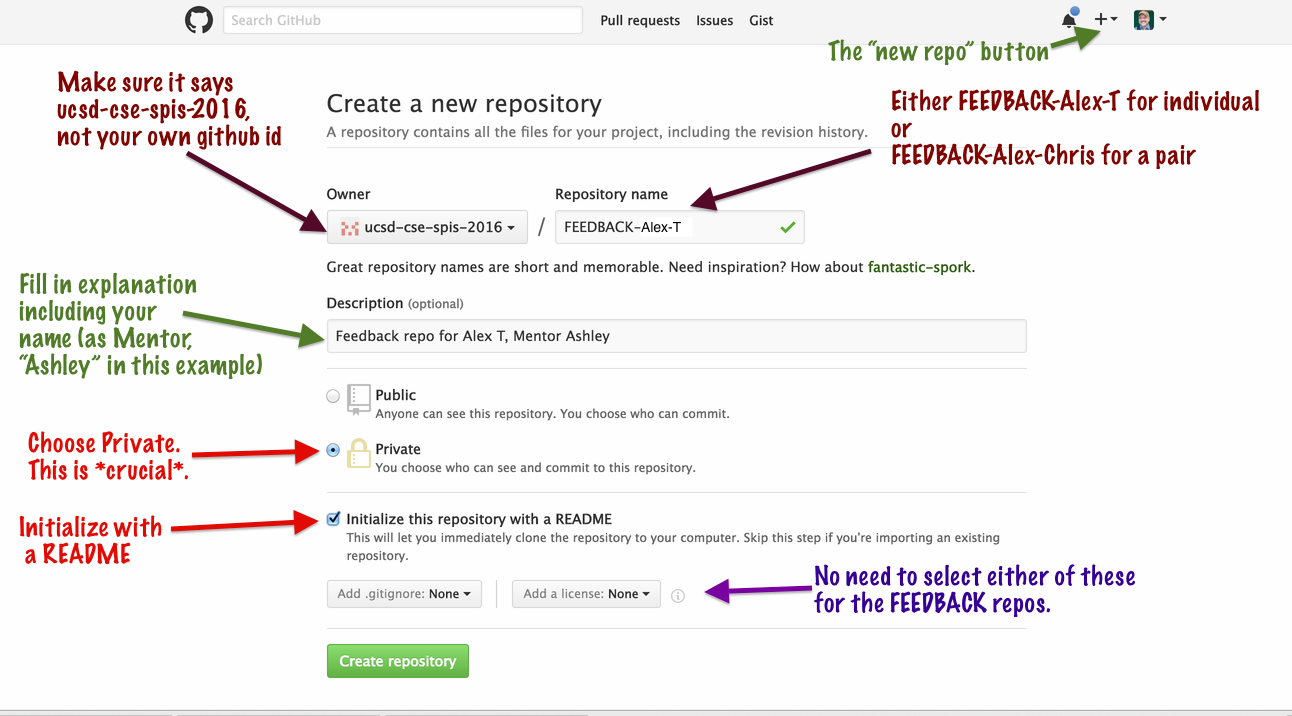 Search GitHub
Pull requests Issues Gist
The “new repo” button
Make sure it says
ucsd-cse-spis-2016,
not your own github id
Create a new repository
A repository contains all the files for your project, including the revision history.
Either FEEDBACK-Alex-T for individual
or
FEEDBACK-Alex-Chris for a pair
Owner
Repository name
ucsd-cse-spis-2016
/
FEEDBACK-Alex-T
Great repository names are short and memorable. Need inspiration? How about fantastic-spork.
Fill in explanation
including your
name (as Mentor,
“Ashley” in this example)
Description (optional)
Feedback repo for Alex T, Mentor Ashley
Public
Anyone can see this repository. You choose who can commit.
Choose Private.
This is *crucial*.
Private
You choose who can see and commit to this repository.
Initialize with
a README
Initialize this repository with a README
This will let you immediately clone the repository to your computer. Skip this step if you’re importing an existing
repository.
Add .gitignore: None
Add a license: None
No need to select either of these
for the FEEDBACK repos.
Create repository